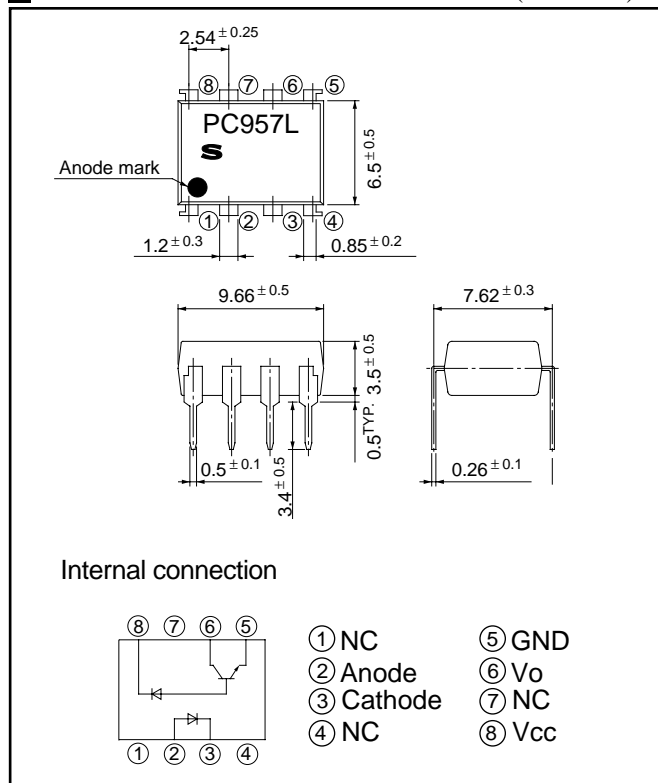 2.54 ± 0.25
⑧ ⑦ ⑥ ⑤
PC957L
Anode mark
6.5 ± 0.5
① ② ③ ④
1.2 ± 0.3
0.85 ± 0.2
9.66 ± 0.5
7.62 ± 0.3
3.5 ± 0.5
0.5 TYP.
0.5 ± 0.1
3.4 ± 0.5
0.26 ± 0.1
Internal connection
⑧ ⑦ ⑥ ⑤
① ② ③ ④
① NC
② Anode
③ Cathode
④ NC
⑤ GND
⑥ Vo
⑦ NC
⑧ Vcc